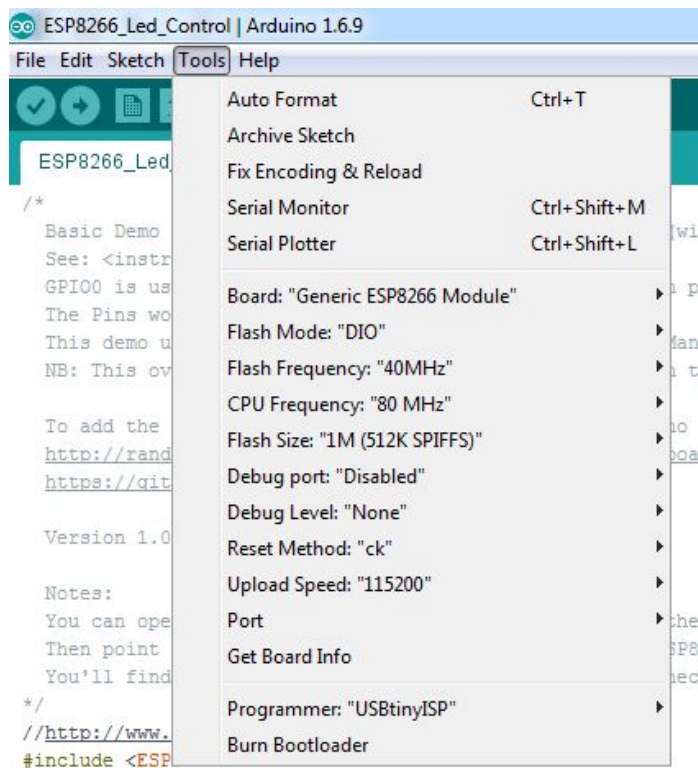 ESP8266_Led_Control | Arduino 1.6.9
File Edit Sketch Tools Help
Auto Format Ctrl+T
Archive Sketch
ESP8266_Led
Fix Encoding & Reload
/*
Serial Monitor Ctrl+Shift+M
Basic Demo
Serial Plotter Ctrl+Shift+L
See: <instr
GPIO0 is us
Board: "Generic ESP8266 Module"
The Pins wo
Flash Mode: "DIO"
This demo u
NB: This ov
Flash Frequency: "40MHz"
CPU Frequency: "80 MHz"
To add the
Flash Size: "1M (512K SPIFFS)"
http://rand
https://git
Debug port: "Disabled"
Debug Level: "None"
Version 1.0
Reset Method: "ck"
Notes:
Upload Speed: "115200"
You can ope
Port
Then point
Get Board Info
You'll find
*/
Programmer: "USBtinyISP"
//http://www.
Burn Bootloader
#include <ESP